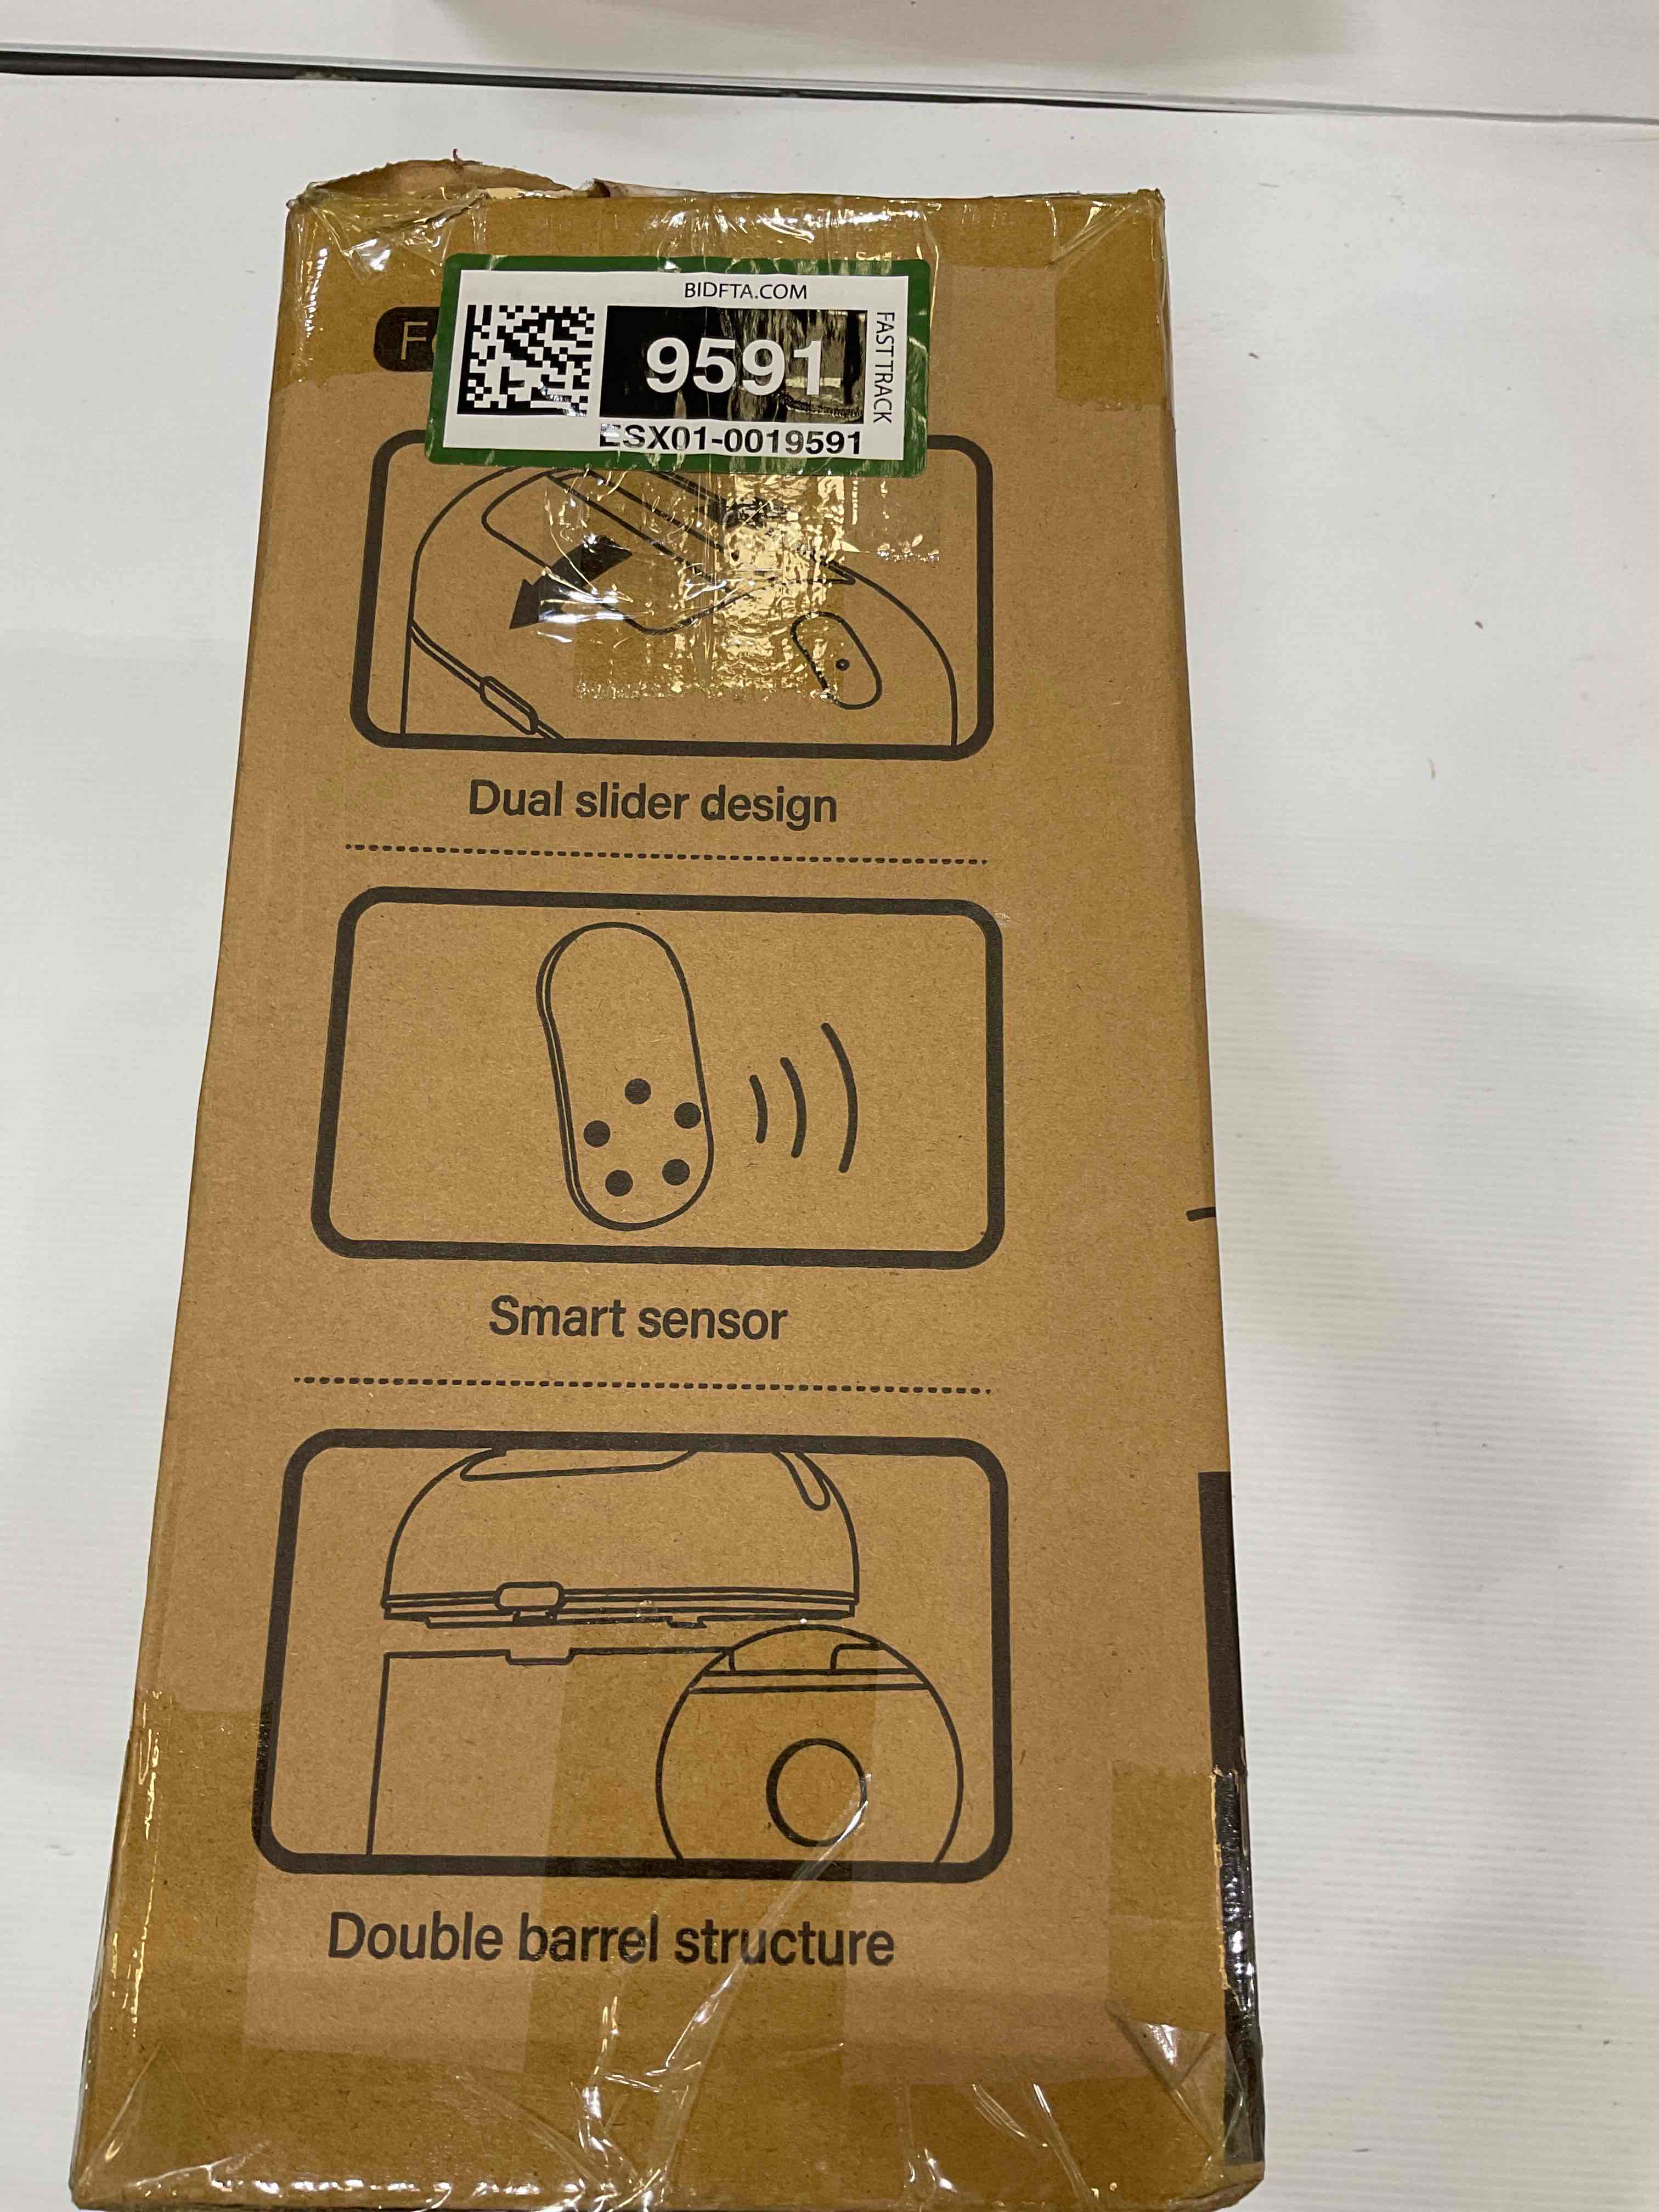 BIDFTA.COM
9591
FAST TRACK
ESX01-0019591
Dual slider design
Smart sensor
Double barrel structure